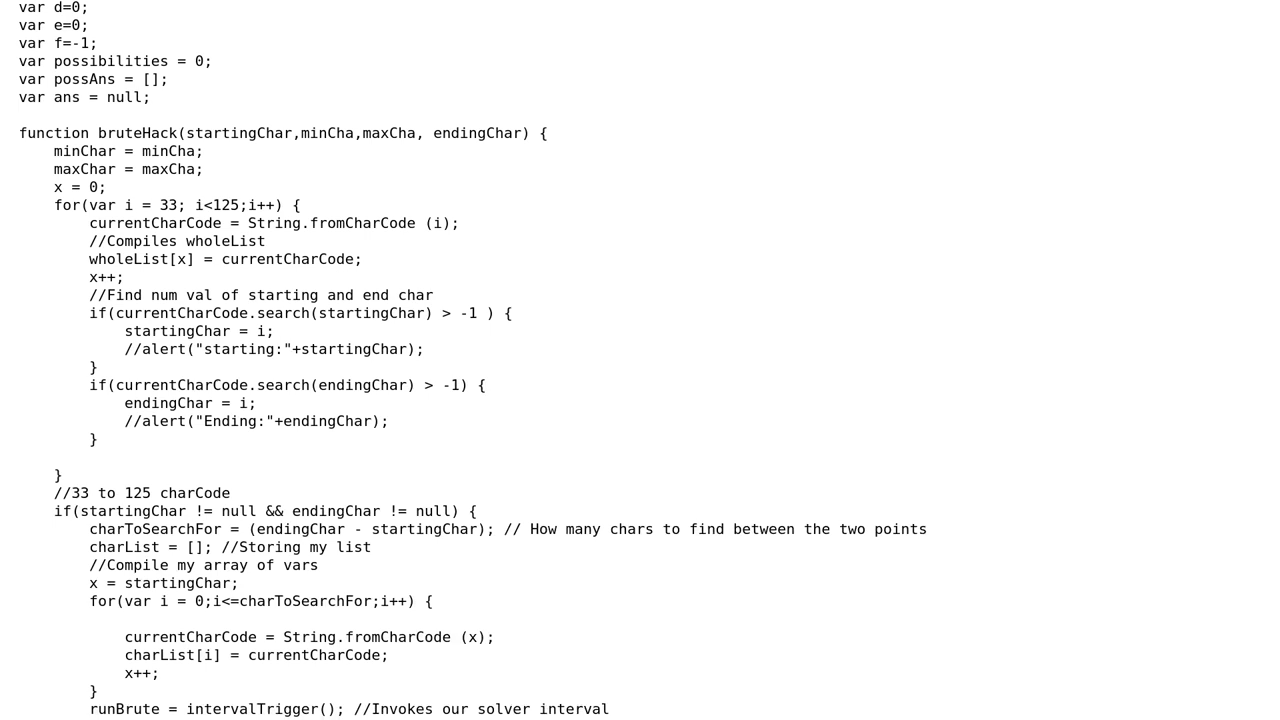 var d=0;
var e=0;
var f=-1;
var possibilities = 0;
var possAns = [];
var ans = null;
function bruteHack(startingChar,minCha,maxCha, endingChar) {
minChar = minCha;
maxChar = maxCha;
x = 0;
for(var i = 33; i<125;i++) {
currentCharCode = String.fromCharCode (i);
//Compiles wholeList
wholeList[x] = currentCharCode;
x++;
//Find num val of starting and end char
if(currentCharCode.search(startingChar) > -1 ) {
startingChar = i;
//alert("starting:"+startingChar);
}
if(currentCharCode.search(endingChar) > -1) {
endingChar = i;
//alert("Ending:"+endingChar);
}
}
//33 to 125 charCode
if(startingChar != null && endingChar != null) {
charToSearchFor = (endingChar - startingChar); // How many chars to find between the two points
charList = []; //Storing my list
//Compile my array of vars
x = startingChar;
for(var i = 0;i<=charToSearchFor;i++) {
currentCharCode = String.fromCharCode (x);
charList[i] = currentCharCode;
x++;
}
runBrute = intervalTrigger(); //Invokes our solver interval